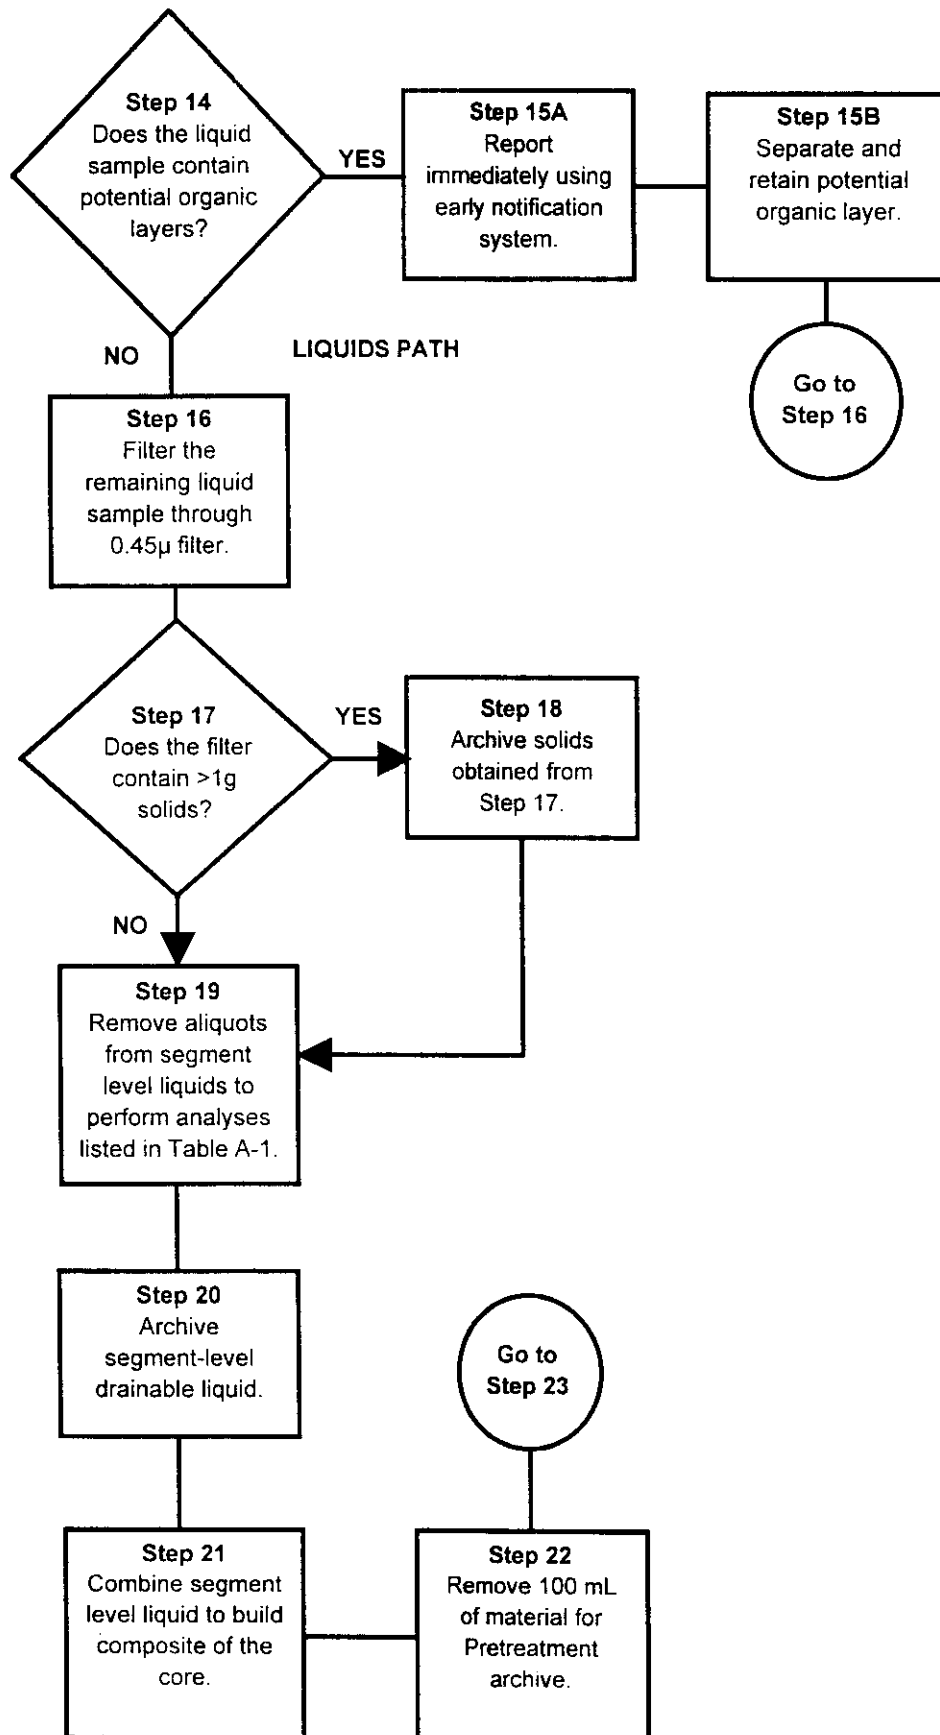 Step 14
Does the liquid
sample contain
potential organic
layers?
YES
Step 15A
Report
immediately using
early notification
system.
Step 15B
Separate and
retain potential
organic layer.
NO
LIQUIDS PATH
Go to
Step 16
Step 16
Filter the
remaining liquid
sample through
0.45µ filter.
Step 17
Does the filter
contain >1g
solids?
YES
Step 18
Archive solids
obtained from
Step 17.
NO
Step 19
Remove aliquots
from segment
level liquids to
perform analyses
listed in Table A-1.
Step 20
Archive
segment-level
drainable liquid.
Go to
Step 23
Step 21
Combine segment
level liquid to build
composite of the
core.
Step 22
Remove 100 mL
of material for
Pretreatment
archive.